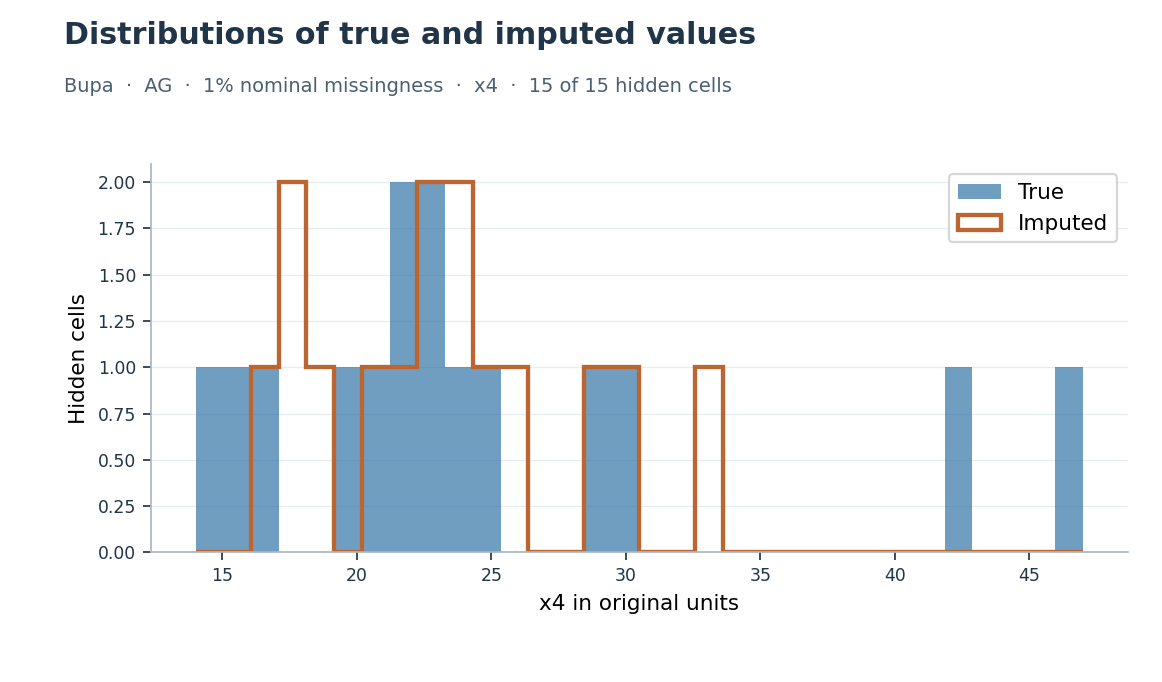 Distributions of true and imputed values
Bupa · AG · 1% nominal missingness · x4 · 15 of 15 hidden cells
True
Imputed
Hidden cells
2.00
1.75
1.50
1.25
1.00
0.75
0.50
0.25
0.00
15 20 25 30 35 40 45
x4 in original units